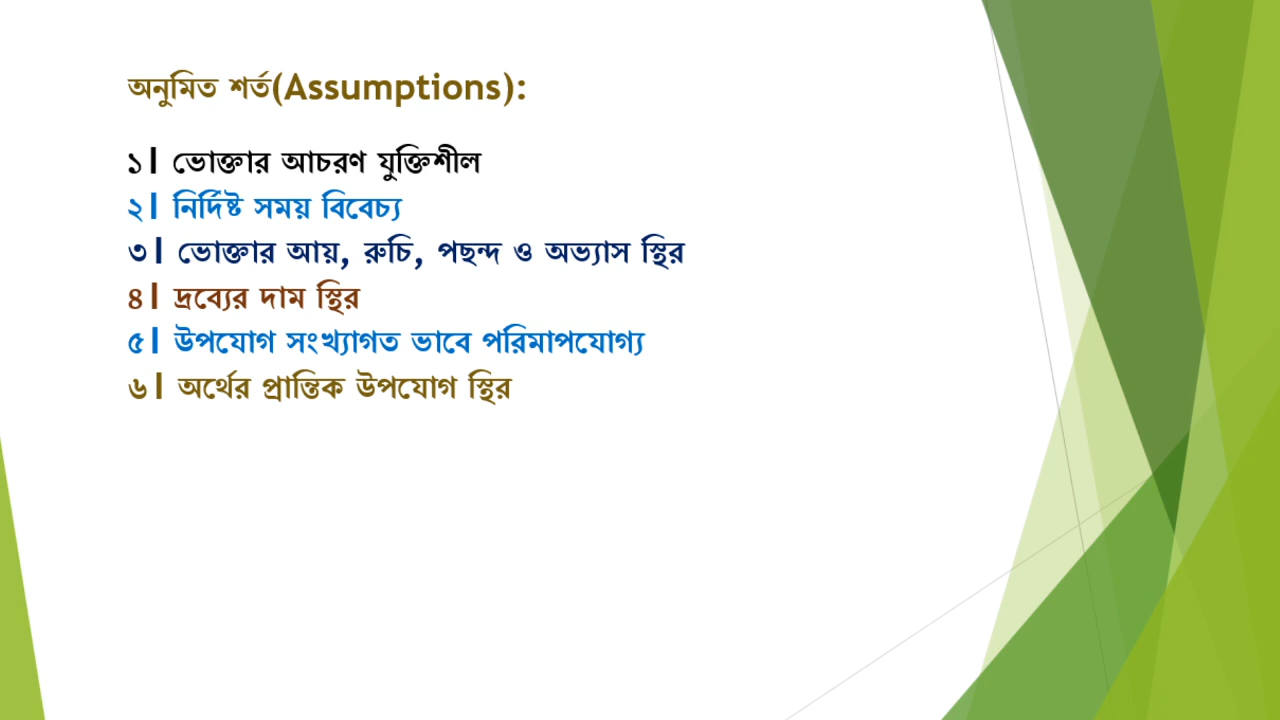 অনুমিত শর্ত(Assumptions):
১। ভোক্তার আচরণ যুক্তিশীল
২। নির্দিষ্ট সময় বিবেচ্য
৩। ভোক্তার আয়, রুচি, পছন্দ ও অভ্যাস স্থির
৪। দ্রব্যের দাম স্থির
৫। উপযোগ সংখ্যাগত ভাবে পরিমাপযোগ্য
৬। অর্থের প্রান্তিক উপযোগ স্থির